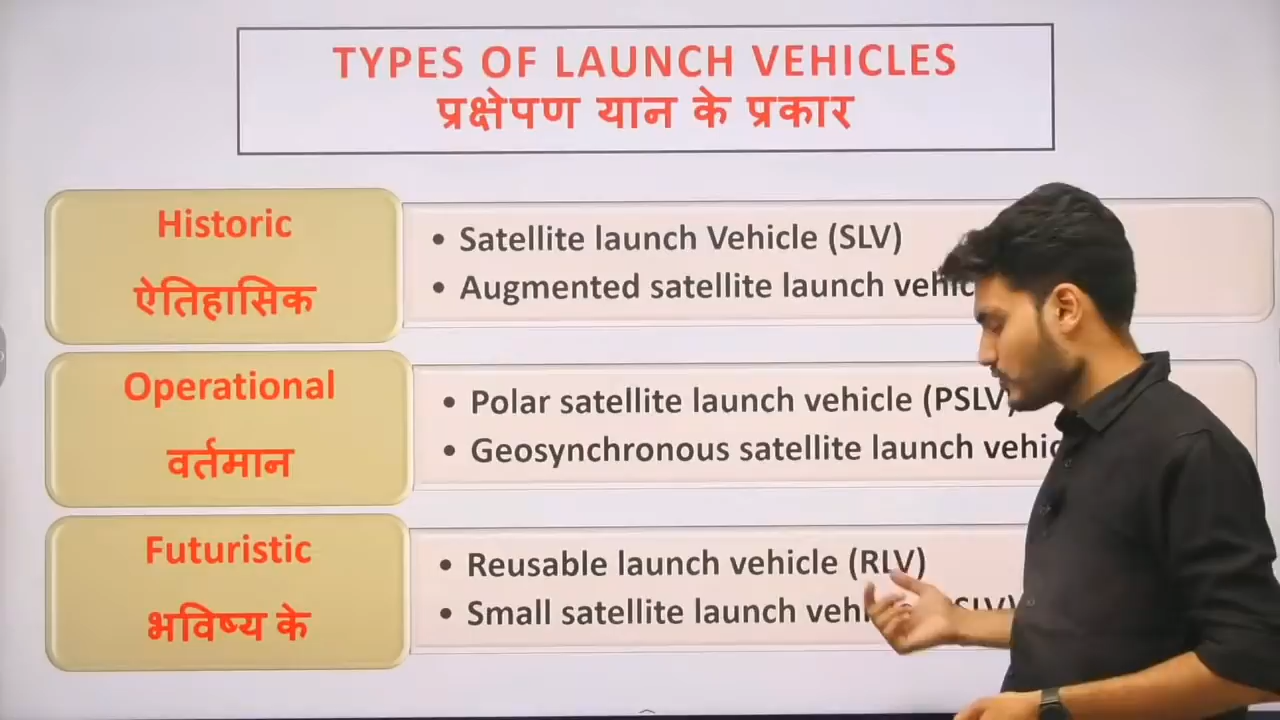 TYPES OF LAUNCH VEHICLES
प्रक्षेपण यान के प्रकार
Historic
ऐतिहासिक
• Satellite launch Vehicle (SLV)
• Augmented satellite launch
Operational
वर्तमान
• Polar satellite launch vehicle (PSLV)
• Geosynchronous satellite launch
Futuristic
भविष्य के
• Reusable launch vehicle (RLV)
• Small satellite launch